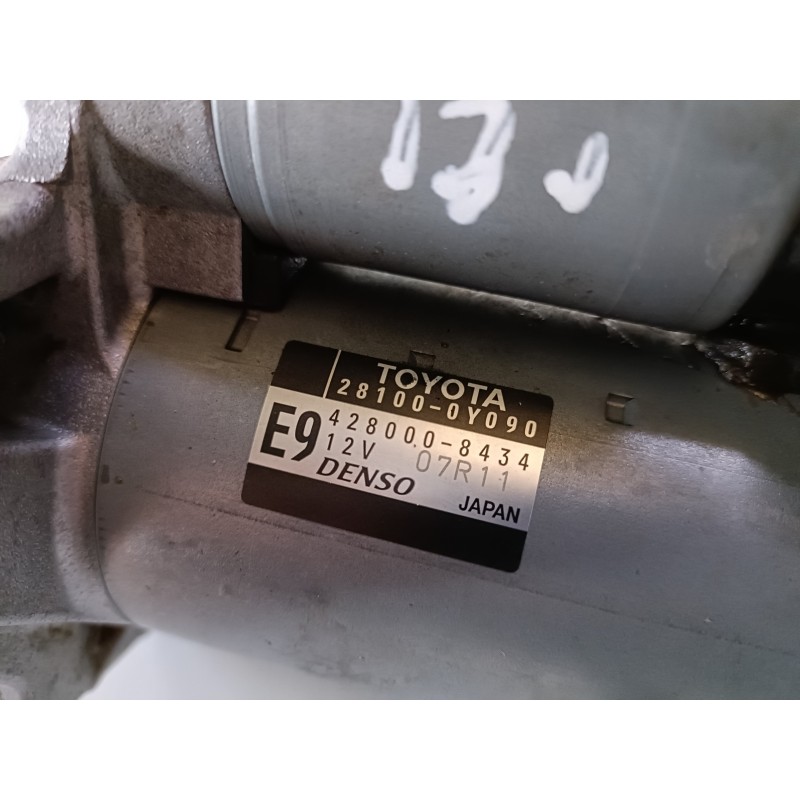 TOYOTA
28100-0Y090
E9
428000-8434
12V 07R11
DENSO
JAPAN